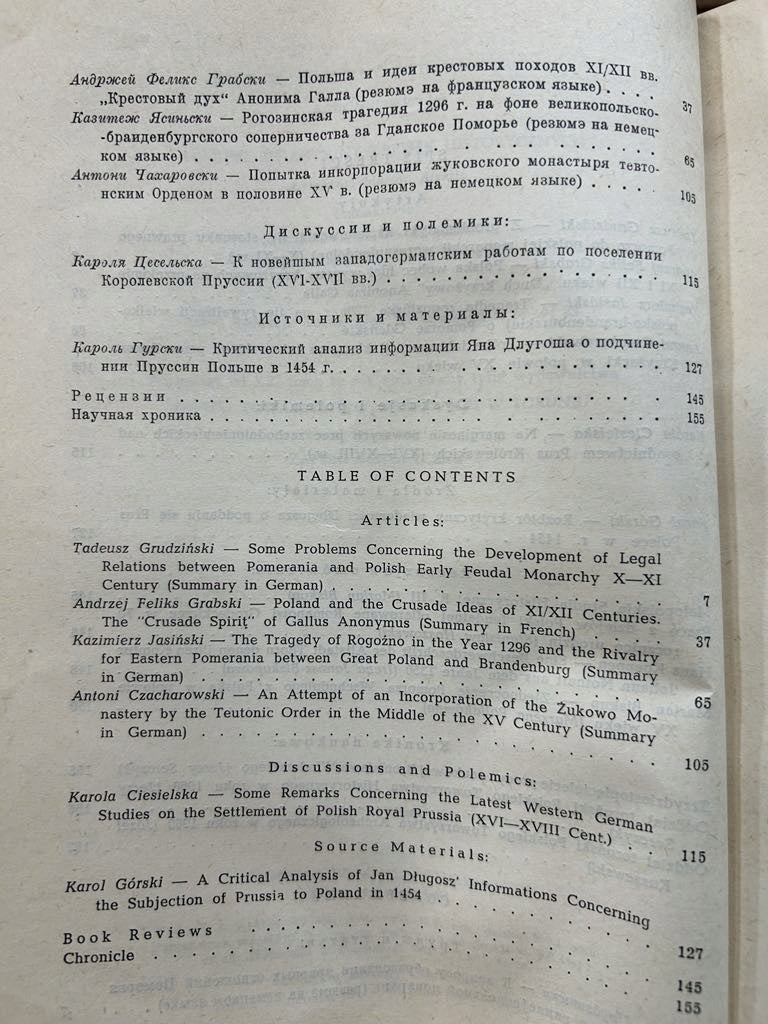 Анджей Феликс Грабски — Польша и идеи крестовых походов XI/XII вв.
„Крестовый дух“ Анонима Галла (резюмэ на французском языке) . . . . 37
Казитеж Ясиньски — Рогозинская трагедия 1296 г. на фоне великопольско-
-браиденбургского соперничества за Гданское Поморье (резюмэ на немец-
ком языке) . . . . . . . . . . . . . . . . . . 65
Антони Чахаровски — Попытка инкорпорации жуковского монастыря тевто-
нским Орденом в половине XV в. (резюмэ на немецком языке) . . . . . 105
Дискуссии и полемики:
Кароля Цесельска — К новейшым западогерманским работам по поселении
Королевской Пруссии (XVI-XVII вв.) . . . . . . . . . . . . . . . 115
Источники и материалы:
Кароль Гурски — Критический анализ информации Яна Длугоша о подчине-
нии Пруссии Польше в 1454 г. . . . . . . . . . . . . . . . . . . 127
Рецензии . . . . . . . . . . . . . . . . . . 145
Научная хроника . . . . . . . . . . . . . . . . . . 155
TABLE OF CONTENTS
Articles:
Tadeusz Grudziński — Some Problems Concerning the Development of Legal
Relations between Pomerania and Polish Early Feudal Monarchy X—XI
Century (Summary in German) . . . . . . . . . . . . . . . . 7
Andrzej Feliks Grabski — Poland and the Crusade Ideas of XI/XII Centuries.
The "Crusade Spirit" of Gallus Anonymus (Summary in French) . . . . . 37
Kazimierz Jasiński — The Tragedy of Rogoźno in the Year 1296 and the Rivalry
for Eastern Pomerania between Great Poland and Brandenburg (Summary
in German) . . . . . . . . . . . . . . . . . . 65
Antoni Czacharowski — An Attempt of an Incorporation of the Żukowo Mo-
nastery by the Teutonic Order in the Middle of the XV Century (Summary
in German) . . . . . . . . . . . . . . . . . . 105
Discussions and Polemics:
Karola Ciesielska — Some Remarks Concerning the Latest Western German
Studies on the Settlement of Polish Royal Prussia (XVI—XVIII Cent.) . . 115
Source Materials:
Karol Górski — A Critical Analysis of Jan Długosz' Informations Concerning
the Subjection of Prussia to Poland in 1454 . . . . . . . . . . . 127
Book Reviews . . . . . . . . . . . . . . . . . . 145
Chronicle . . . . . . . . . . . . . . . . . . 155